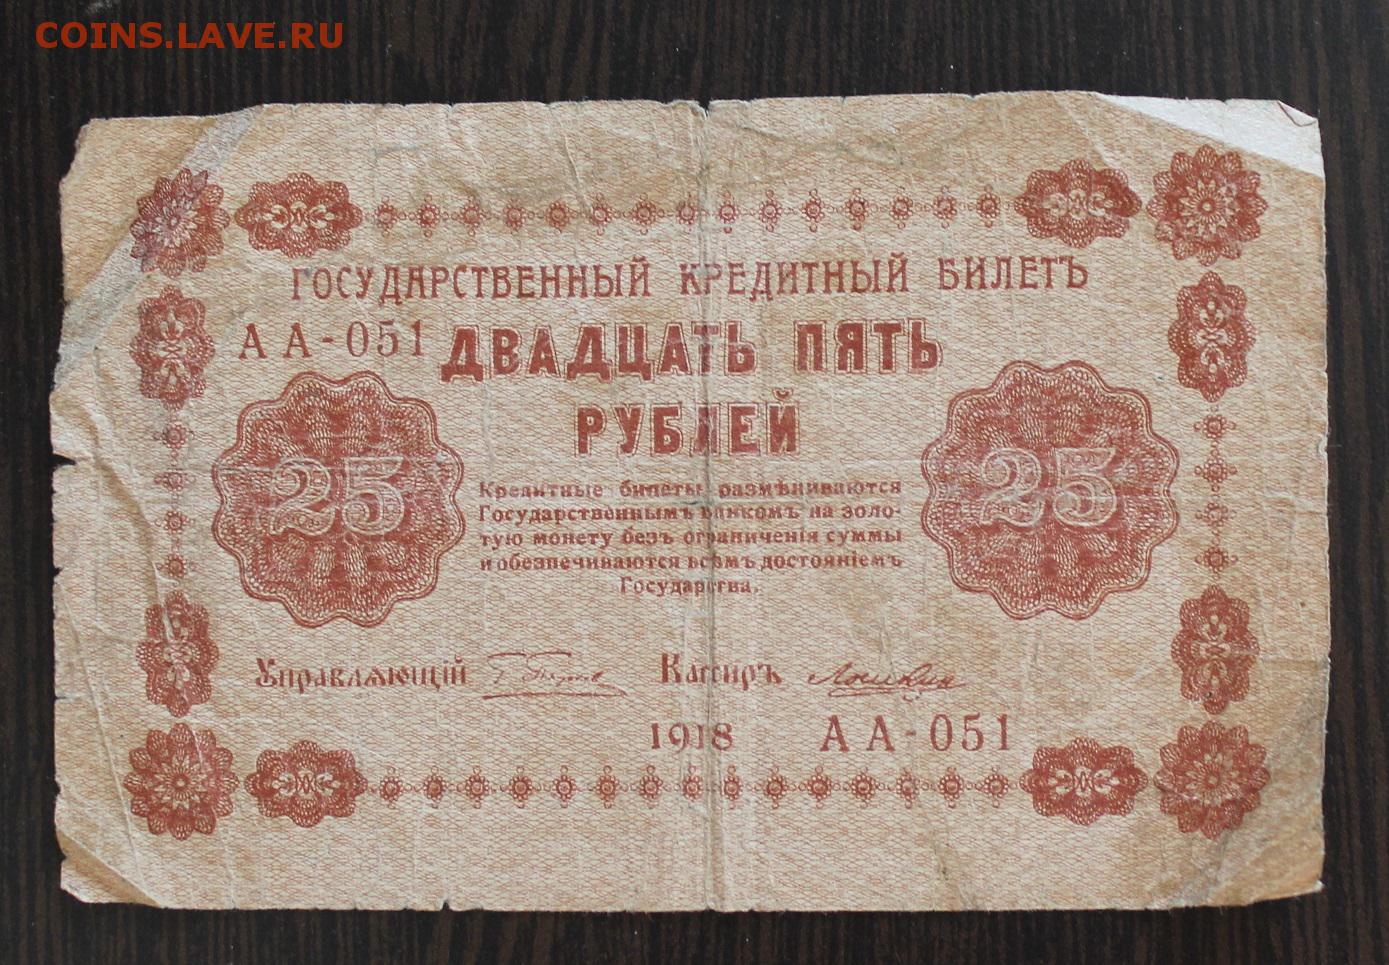 COINS.LAVE.RU
ГОСУДАРСТВЕННЫЙ КРЕДИТНЫЙ БИЛЕТЪ
АА-051 ДВАДЦАТЬ ПЯТЬ
РУБЛЕЙ
25 25
Кредитные билеты размѣниваются
Государственнымъ банкомъ на золо-
тую монету безъ ограниченія суммы
и обезпечиваются всѣмъ достояніемъ
Государства.
Управляющій Кассиръ
1918 АА-051